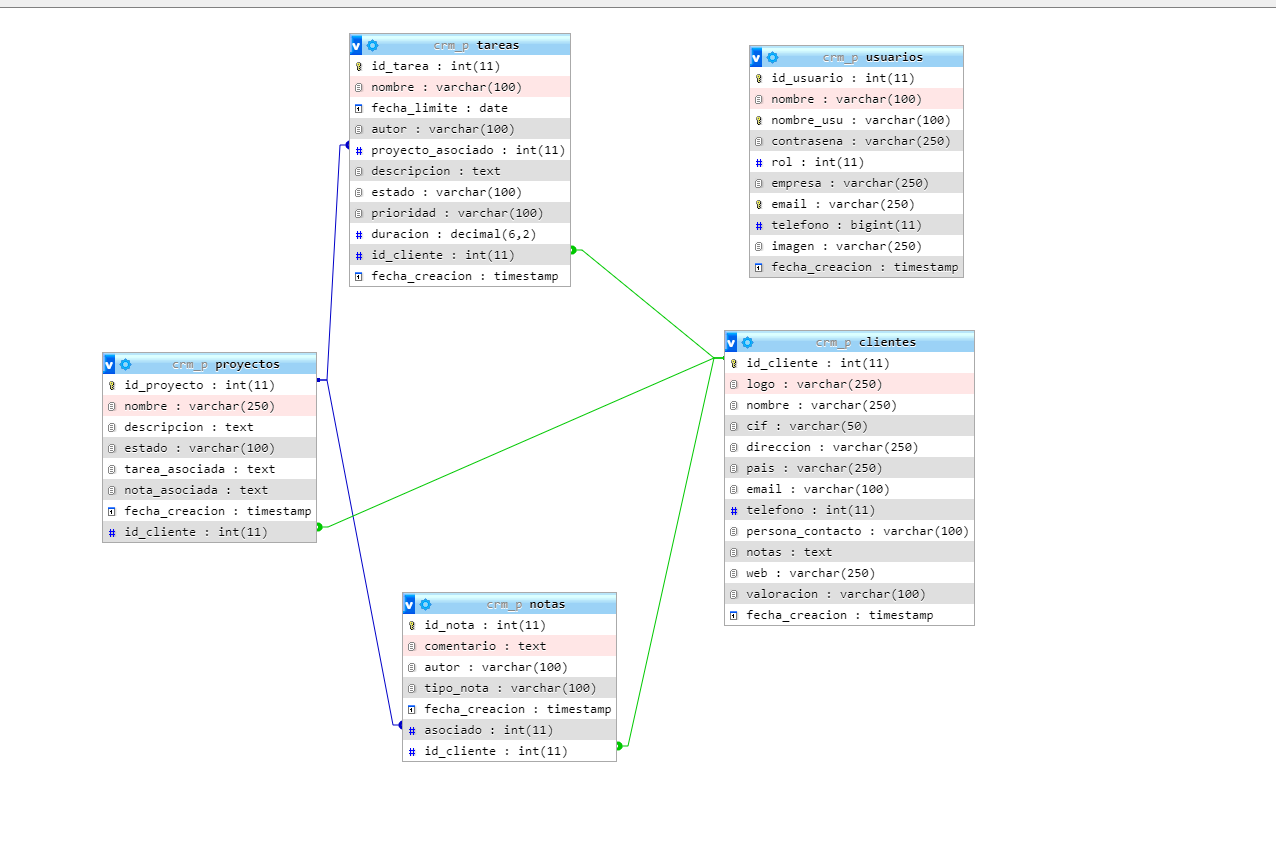 v crm_p tareas
id_tarea : int(11)
nombre : varchar(100)
fecha_limite : date
autor : varchar(100)
# proyecto_asociado : int(11)
descripcion : text
estado : varchar(100)
prioridad : varchar(100)
# duracion : decimal(6,2)
# id_cliente : int(11)
fecha_creacion : timestamp
v crm_p usuarios
id_usuario : int(11)
nombre : varchar(100)
nombre_usu : varchar(100)
contrasena : varchar(250)
# rol : int(11)
empresa : varchar(250)
email : varchar(250)
# telefono : bigint(11)
imagen : varchar(250)
fecha_creacion : timestamp
v crm_p proyectos
id_proyecto : int(11)
nombre : varchar(250)
descripcion : text
estado : varchar(100)
tarea_asociada : text
nota_asociada : text
fecha_creacion : timestamp
# id_cliente : int(11)
v crm_p clientes
id_cliente : int(11)
logo : varchar(250)
nombre : varchar(250)
cif : varchar(50)
direccion : varchar(250)
pais : varchar(250)
email : varchar(100)
# telefono : int(11)
persona_contacto : varchar(100)
notas : text
web : varchar(250)
valoracion : varchar(100)
fecha_creacion : timestamp
v crm_p notas
id_nota : int(11)
comentario : text
autor : varchar(100)
tipo_nota : varchar(100)
fecha_creacion : timestamp
# asociado : int(11)
# id_cliente : int(11)